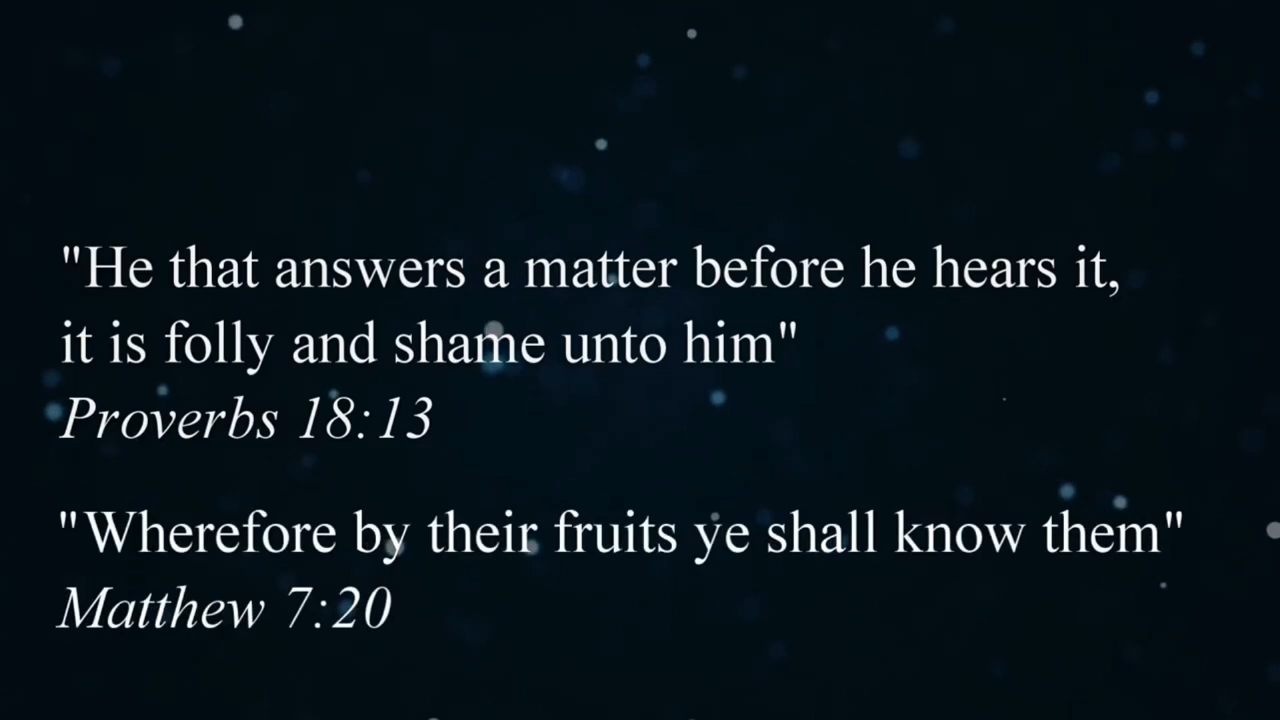 "He that answers a matter before he hears it,
it is folly and shame unto him"
Proverbs 18:13
"Wherefore by their fruits ye shall know them"
Matthew 7:20